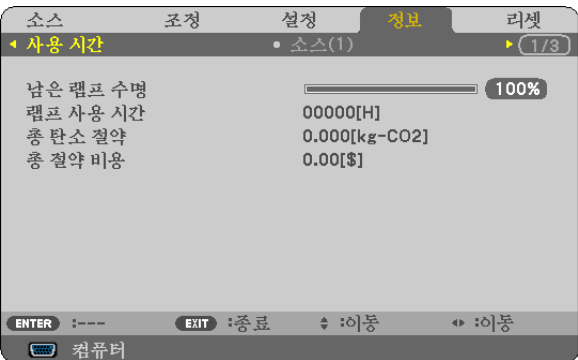 소스 조정 설정 정보 리셋
사용 시간 소스(1) 1/3
남은 램프 수명 100%
램프 사용 시간 00000[H]
총 탄소 절약 0.000[kg-CO2]
총 절약 비용 0.00[$]
ENTER :--- EXIT :종료 :이동 :이동
컴퓨터